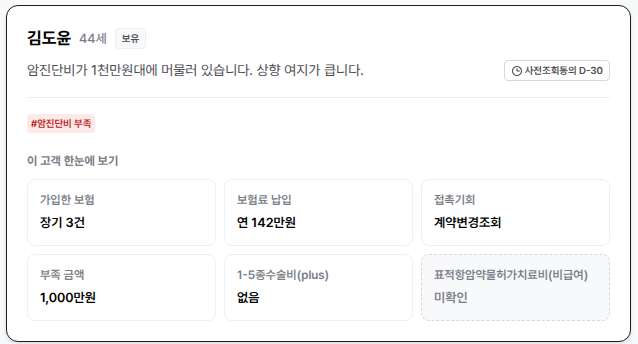 김도윤 44세 보유
암진단비가 1천만원대에 머물러 있습니다. 상향 여지가 큽니다.
사전조회동의 D-30
#암진단비 부족
이 고객 한눈에 보기
가입한 보험
장기 3건
보험료 납입
연 142만원
접촉기회
계약변경조회
부족 금액
1,000만원
1-5종수술비(plus)
없음
표적항암약물허가치료비(비급여)
미확인